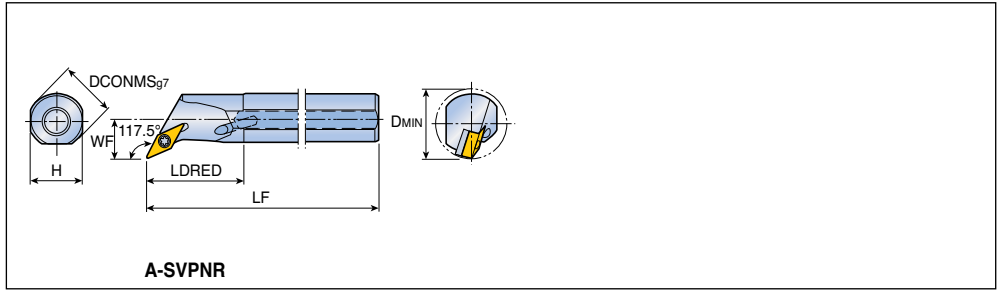 DCONMSg7
117.5°
WF
DMIN
H
LDRED
LF
A-SVPNR